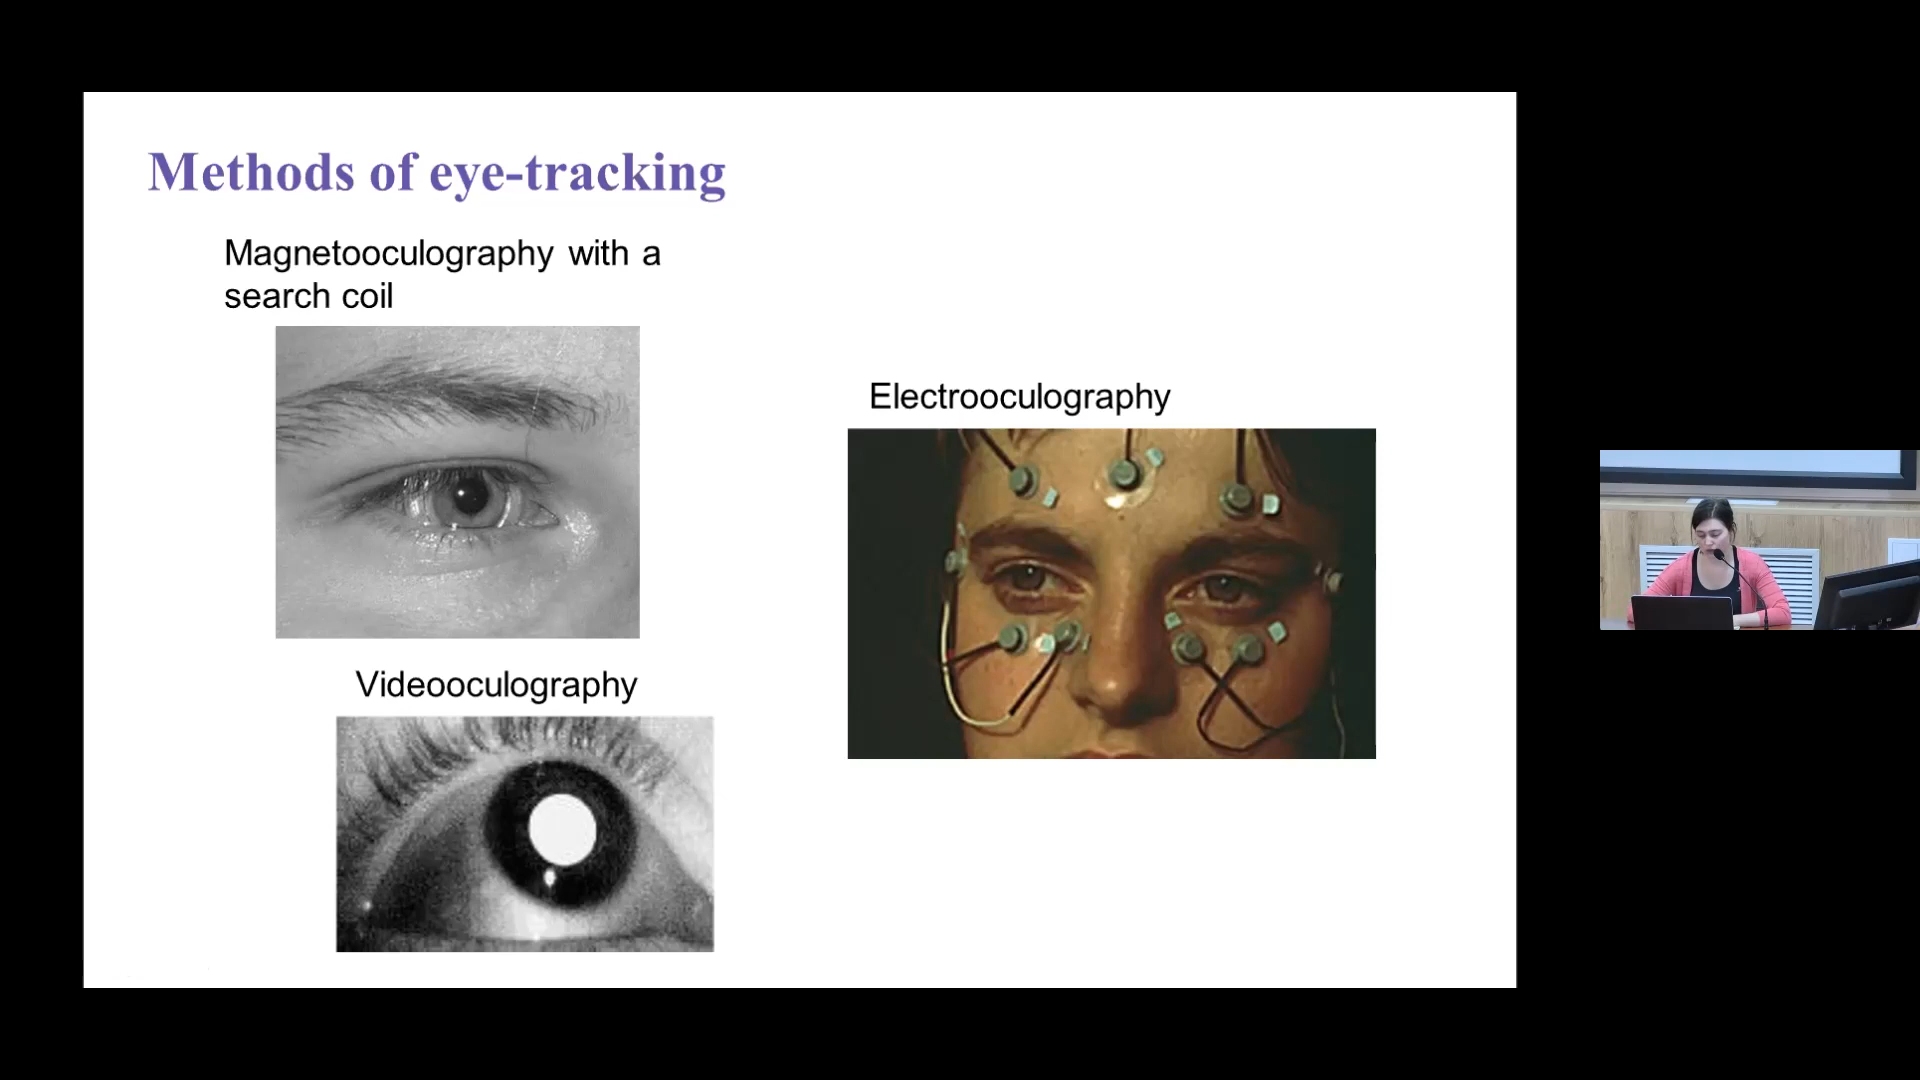 Methods of eye-tracking
Magnetooculography with a
search coil
Electrooculography
Videooculography